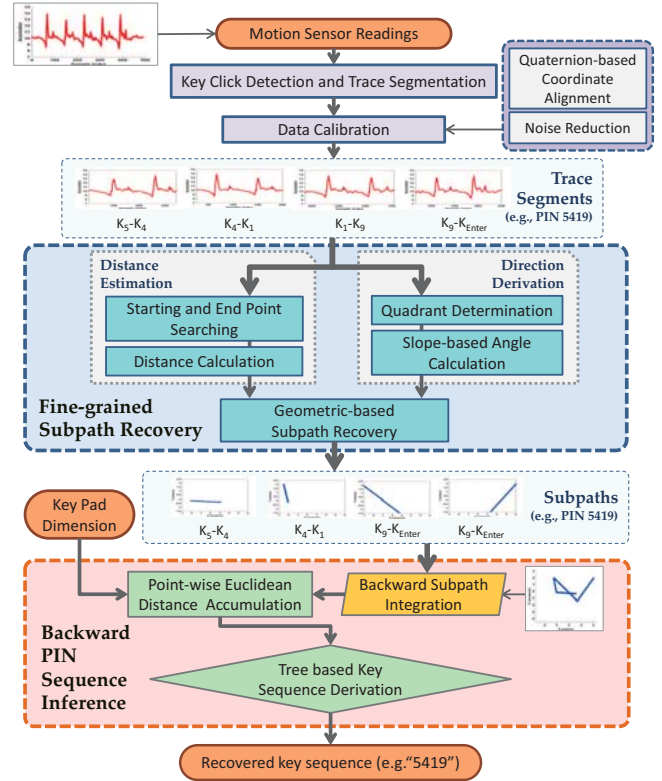 Motion Sensor Readings
Key Click Detection and Trace Segmentation
Quaternion-based
Coordinate
Alignment
Data Calibration
Noise Reduction
Trace
Segments
(e.g., PIN 5419)
K5-K4
K4-K1
K1-K9
K9-KEnter
Distance
Estimation
Direction
Derivation
Starting and End Point
Searching
Quadrant Determination
Distance Calculation
Slope-based Angle
Calculation
Fine-grained
Subpath Recovery
Geometric-based
Subpath Recovery
Key Pad
Dimension
Subpaths
(e.g., PIN 5419)
K5-K4
K4-K1
K9-KEnter
K9-KEnter
Point-wise Euclidean
Distance Accumulation
Backward Subpath
Integration
Backward
PIN
Sequence
Inference
Tree based Key
Sequence Derivation
Recovered key sequence (e.g."5419")